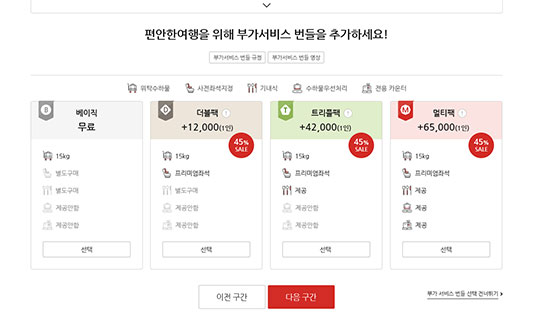 편안한여행을 위해 부가서비스 번들을 추가하세요!
부가서비스 번들 규정
부가서비스 번들 영상
위탁수하물
사전좌석지정
기내식
수하물우선처리
전용 카운터
B
베이직
무료
15kg
별도구매
별도구매
제공안함
제공안함
선택
D
더블팩
+12,000(1인)
45%
SALE
15kg
프리미엄좌석
별도구매
제공안함
제공안함
선택
T
트리플팩
+42,000(1인)
45%
SALE
15kg
프리미엄좌석
제공
제공안함
제공안함
선택
M
멀티팩
+65,000(1인)
45%
SALE
15kg
프리미엄좌석
제공
제공
제공
선택
이전 구간
다음 구간
부가 서비스 번들 선택 건너뛰기